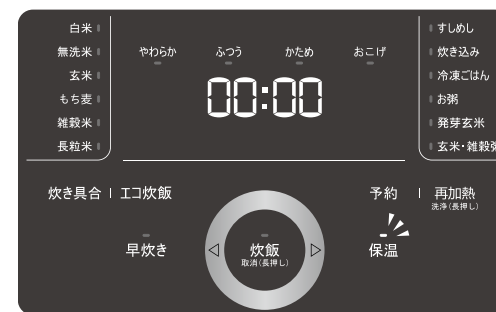 白米
無洗米
玄米
もち麦
雑穀米
長粒米
やわらか ふつう かため おこげ
00:00
すしめし
炊き込み
冷凍ごはん
お粥
発芽玄米
玄米・雑穀
炊き具合 | エコ炊飯
予約 | 再加熱
洗浄(長押し)
早炊き
炊飯
取消(長押し)
保温